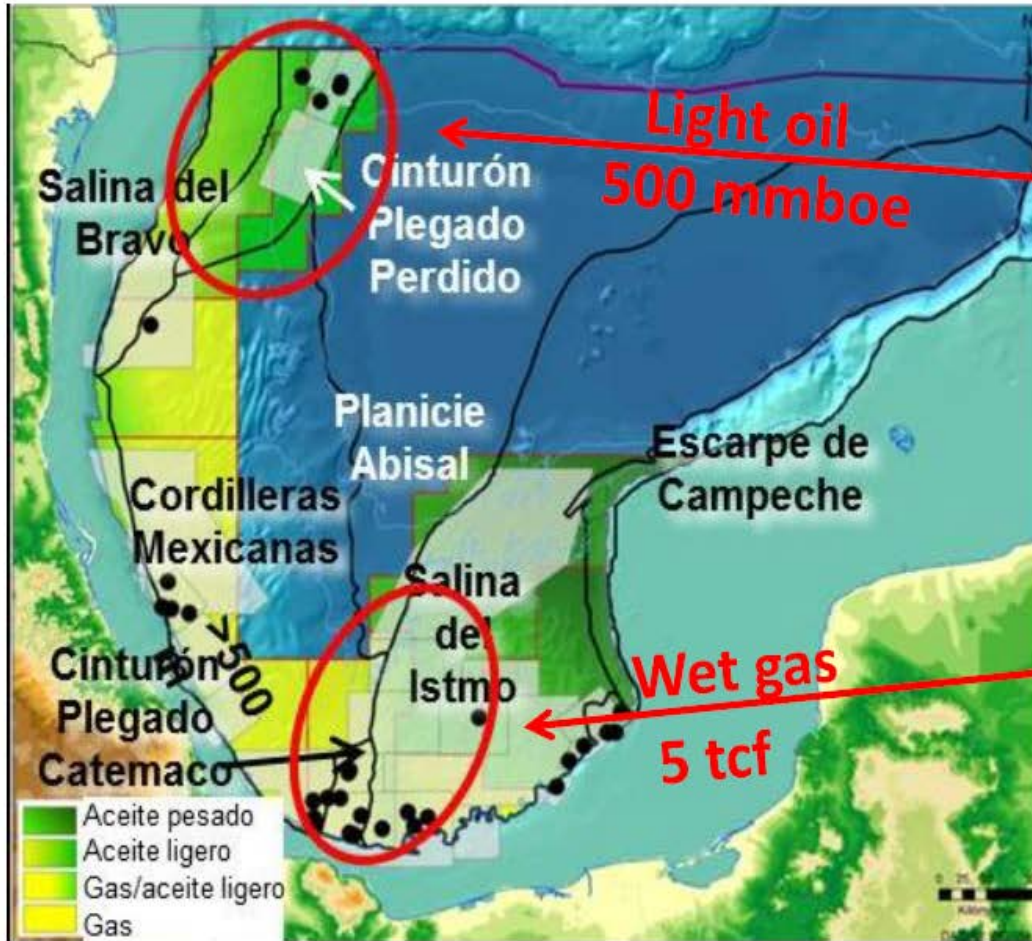 Light oil
500 mmboe
Salina del
Bravo
Cinturón
Plegado
Perdido
Planicie
Abisal
Escarpe de
Campeche
Cordilleras
Mexicanas
Salina
del
Istmo
>500
Wet gas
5 tcf
Cinturón
Plegado
Catemaco
Aceite pesado
Aceite ligero
Gas/aceite ligero
Gas